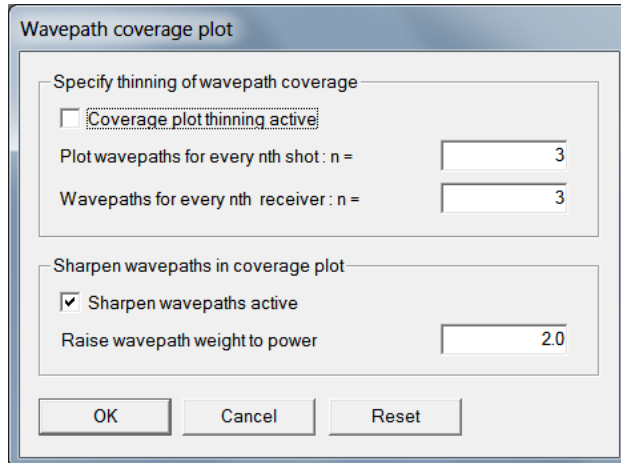 Wavepath coverage plot
Specify thinning of wavepath coverage
Coverage plot thinning active
Plot wavepaths for every nth shot : n = 3
Wavepaths for every nth receiver : n = 3
Sharpen wavepaths in coverage plot
Sharpen wavepaths active
Raise wavepath weight to power 2.0
OK Cancel Reset